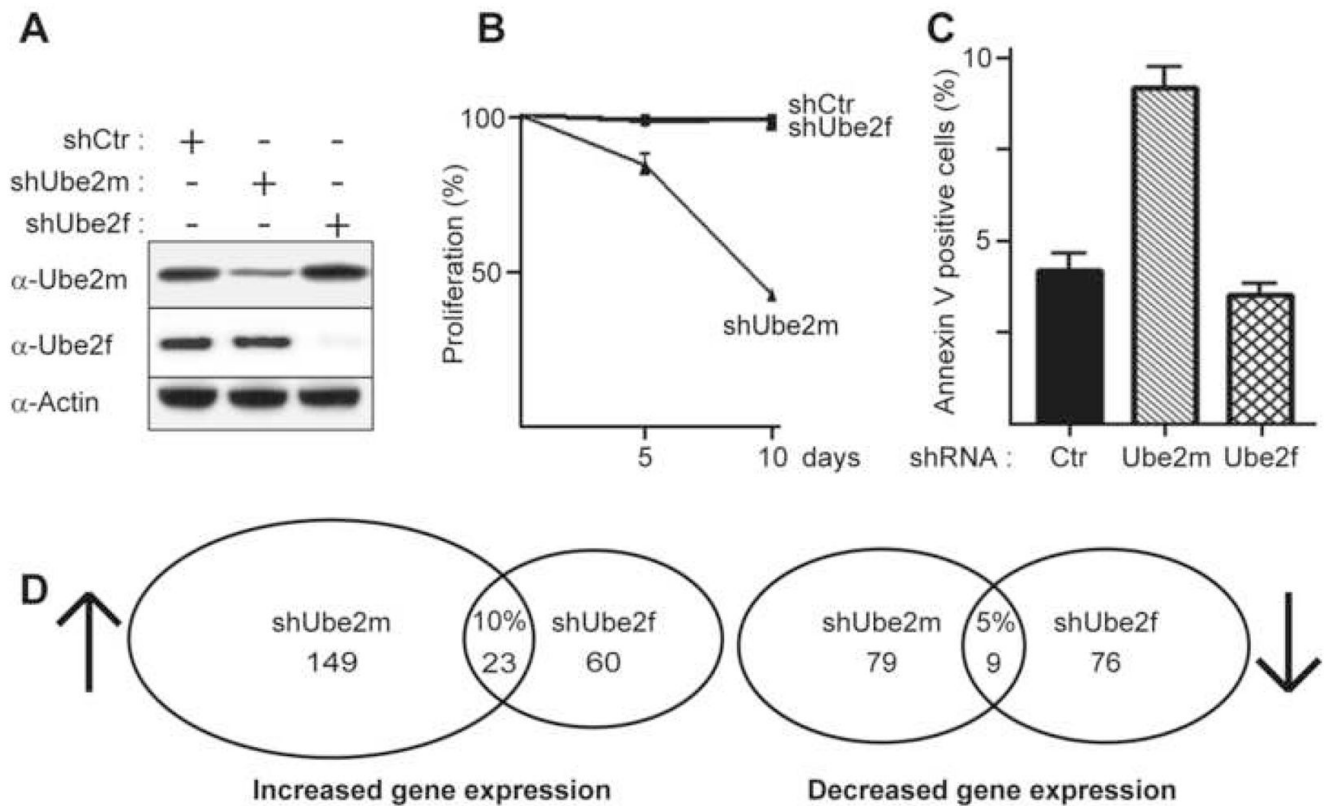 A
shCtr : + - -
shUbe2m : - + -
shUbe2f : - - +
α-Ube2m
α-Ube2f
α-Actin
B
Proliferation (%)
100
50
shCtr
shUbe2f
shUbe2m
5 10 days
C
Annexin V positive cells (%)
10
5
shRNA : Ctr Ube2m Ube2f
D
shUbe2m 10% shUbe2f
149 23 60
Increased gene expression
shUbe2m 5% shUbe2f
79 9 76
Decreased gene expression